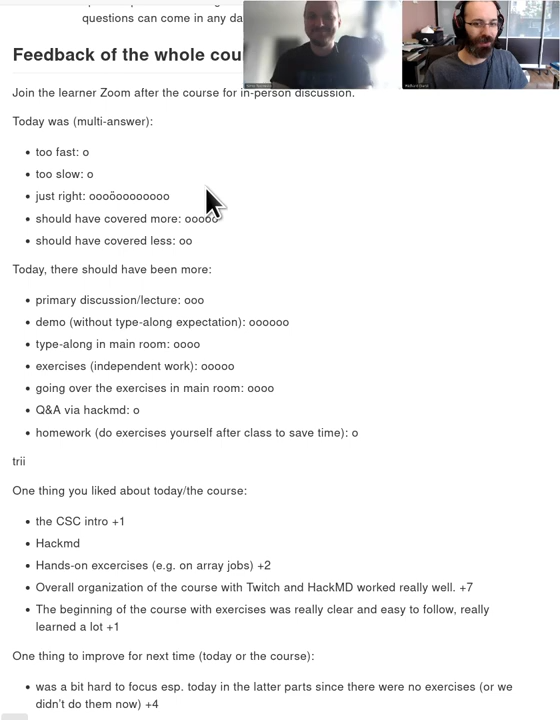 questions can come in any da
Feedback of the whole cou
Join the learner Zoom after the course for in-person discussion.
Today was (multi-answer):
• too fast: o
• too slow: o
• just right: oooöooooooooo
• should have covered more: ooooo
• should have covered less: oo
Today, there should have been more:
• primary discussion/lecture: ooo
• demo (without type-along expectation): oooooo
• type-along in main room: oooo
• exercises (independent work): ooooo
• going over the exercises in main room: oooo
• Q&A via hackmd: o
• homework (do exercises yourself after class to save time): o
trii
One thing you liked about today/the course:
• the CSC intro +1
• Hackmd
• Hands-on excercises (e.g. on array jobs) +2
• Overall organization of the course with Twitch and HackMD worked really well. +7
• The beginning of the course with exercises was really clear and easy to follow, really
learned a lot +1
One thing to improve for next time (today or the course):
• was a bit hard to focus esp. today in the latter parts since there were no exercises (or we
didn't do them now) +4